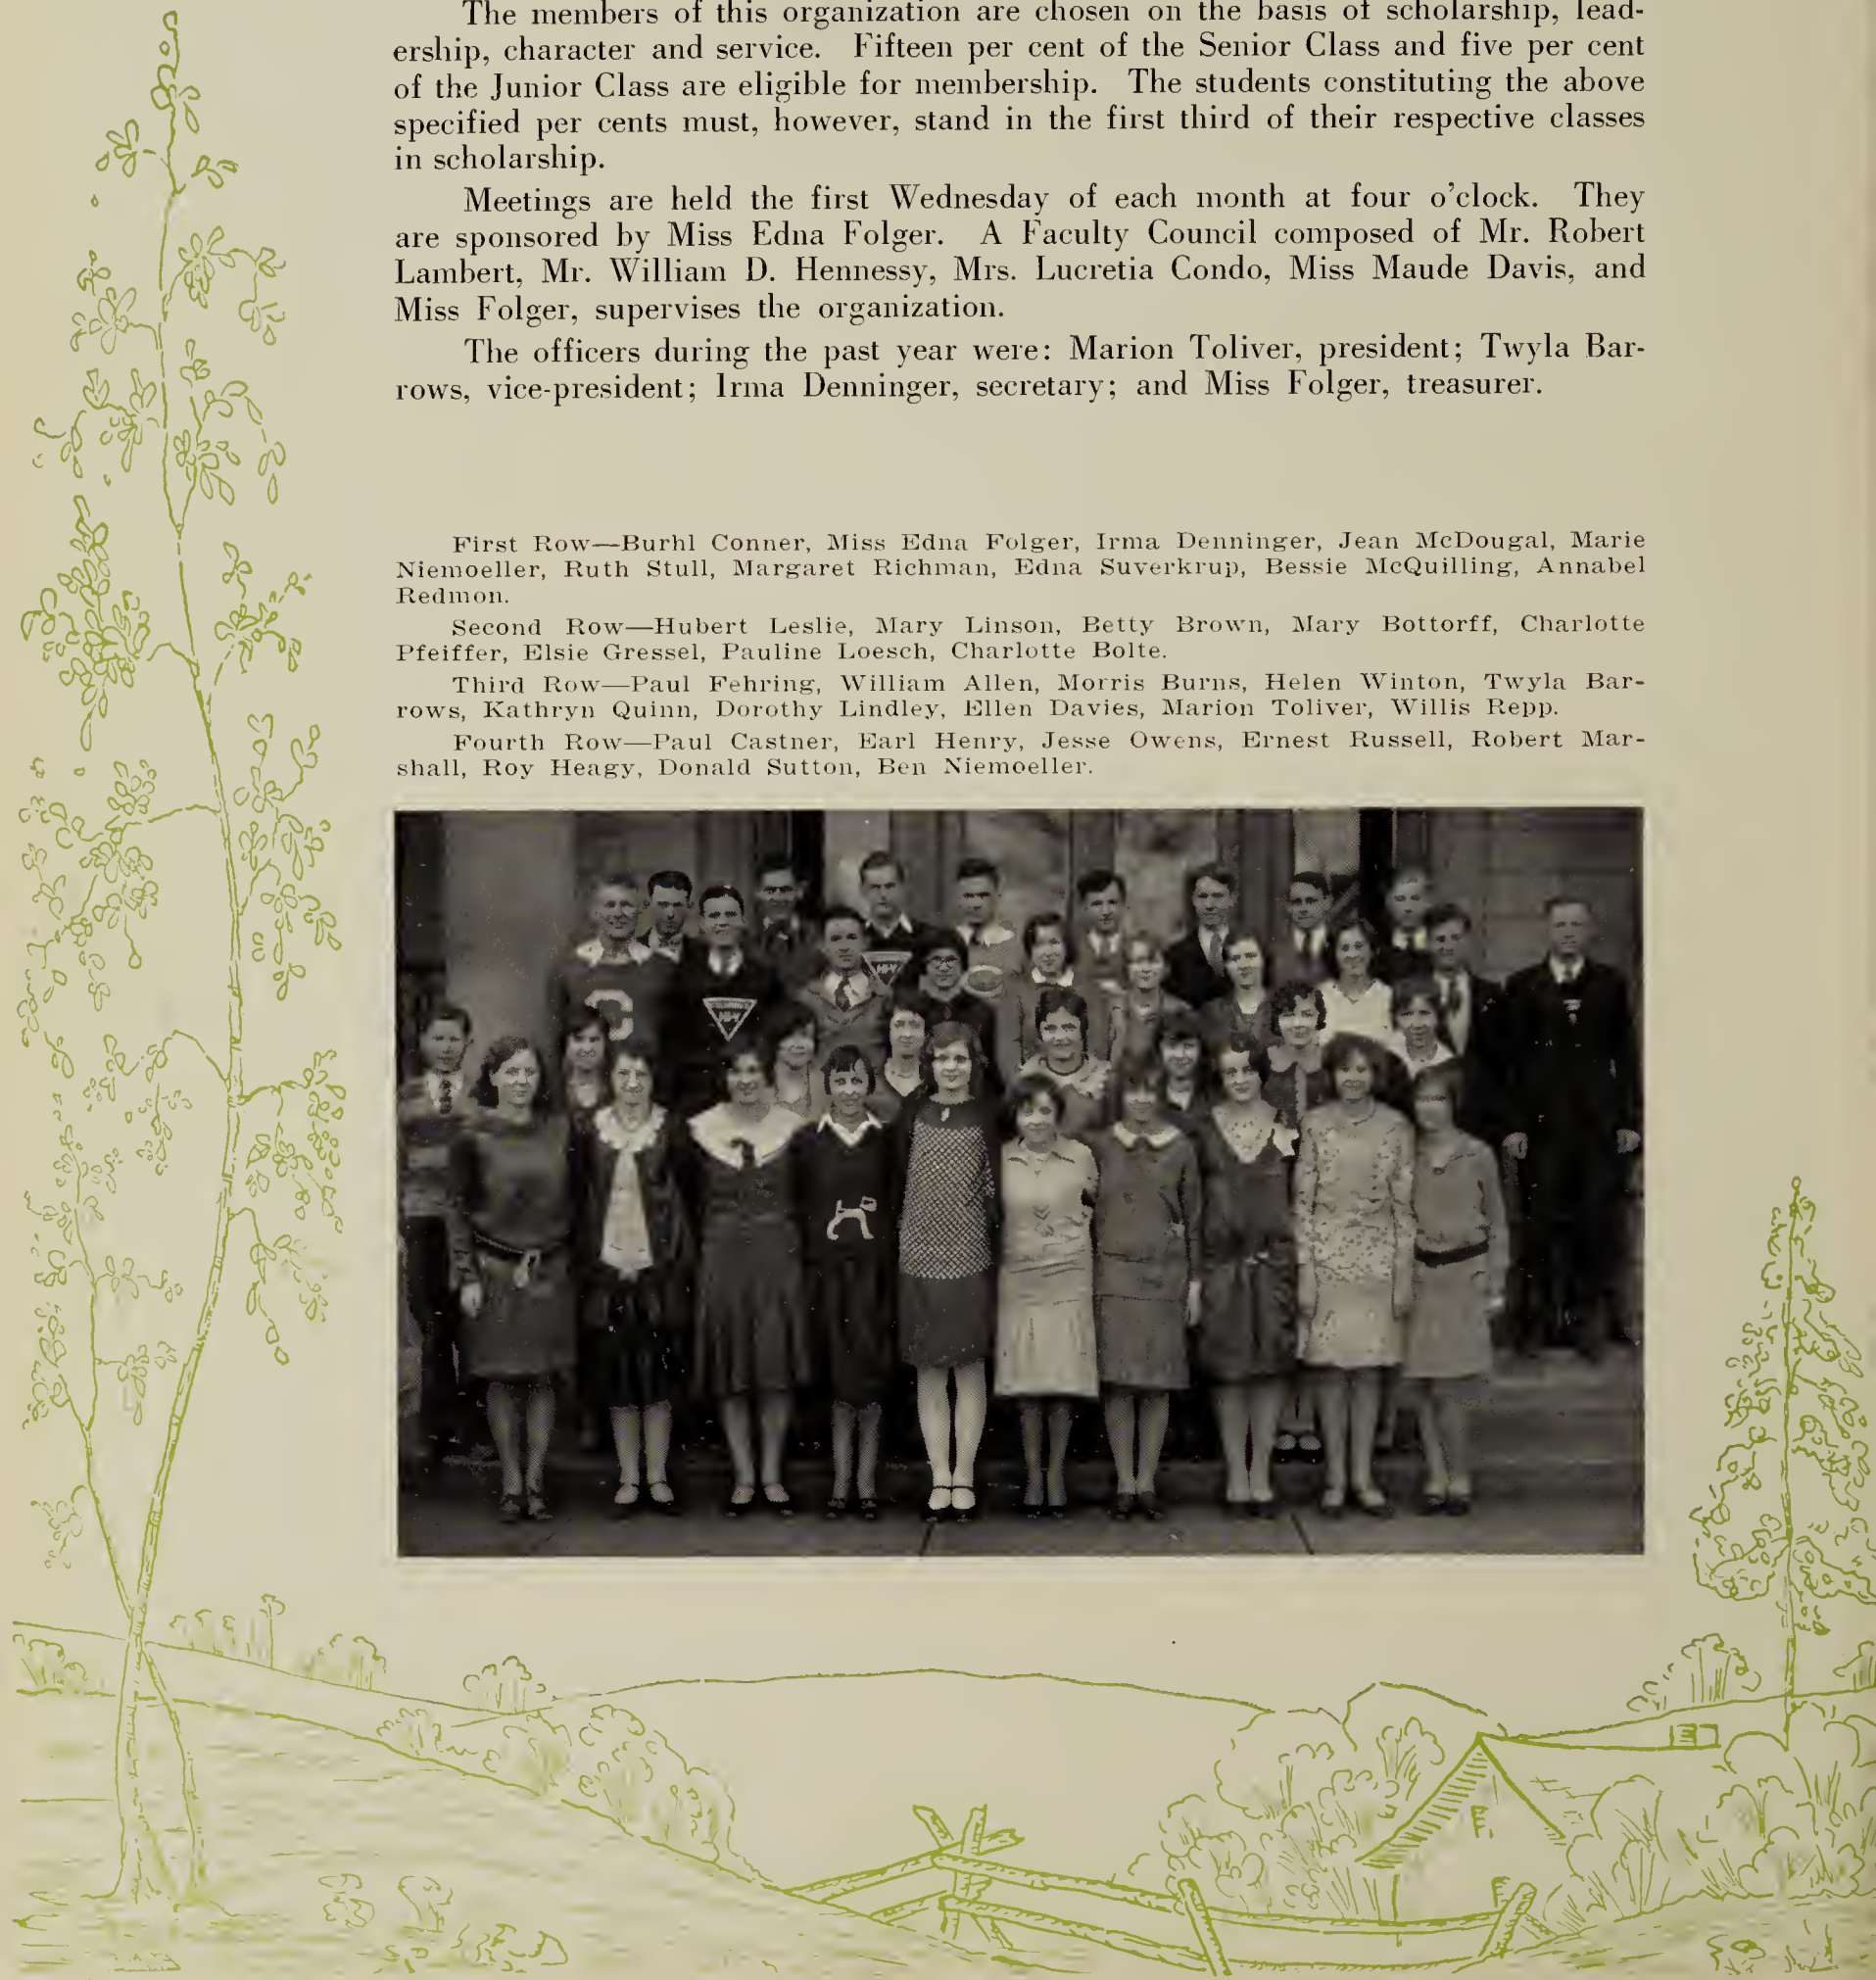 The members of this organization are chosen on the basis of scholarship, lead-
ership, character and service. Fifteen per cent of the Senior Class and five per cent
of the Junior Class are eligible for membership. The students constituting the above
specified per cents must, however, stand in the first third of their respective classes
in scholarship.
Meetings are held the first Wednesday of each month at four o'clock. They
are sponsored by Miss Edna Folger. A Faculty Council composed of Mr. Robert
Lambert, Mr. William D. Hennessy, Mrs. Lucretia Condo, Miss Maude Davis, and
Miss Folger, supervises the organization.
The officers during the past year were: Marion Toliver, president; Twyla Bar-
rows, vice-president; Irma Denninger, secretary; and Miss Folger, treasurer.
First Row—Burhl Conner, Miss Edna Folger, Irma Denninger, Jean McDougal, Marie
Niemoeller, Ruth Stull, Margaret Richman, Edna Suverkrup, Bessie McQuilling, Annabel
Redmon.
Second Row—Hubert Leslie, Mary Linson, Betty Brown, Mary Bottorff, Charlotte
Pfeiffer, Elsie Gressel, Pauline Loesch, Charlotte Bolte.
Third Row—Paul Fehring, William Allen, Morris Burns, Helen Winton, Twyla Bar-
rows, Kathryn Quinn, Dorothy Lindley, Ellen Davies, Marion Toliver, Willis Repp.
Fourth Row—Paul Castner, Earl Henry, Jesse Owens, Ernest Russell, Robert Mar-
shall, Roy Heagy, Donald Sutton, Ben Niemoeller.
HI-Y
C
HI-Y